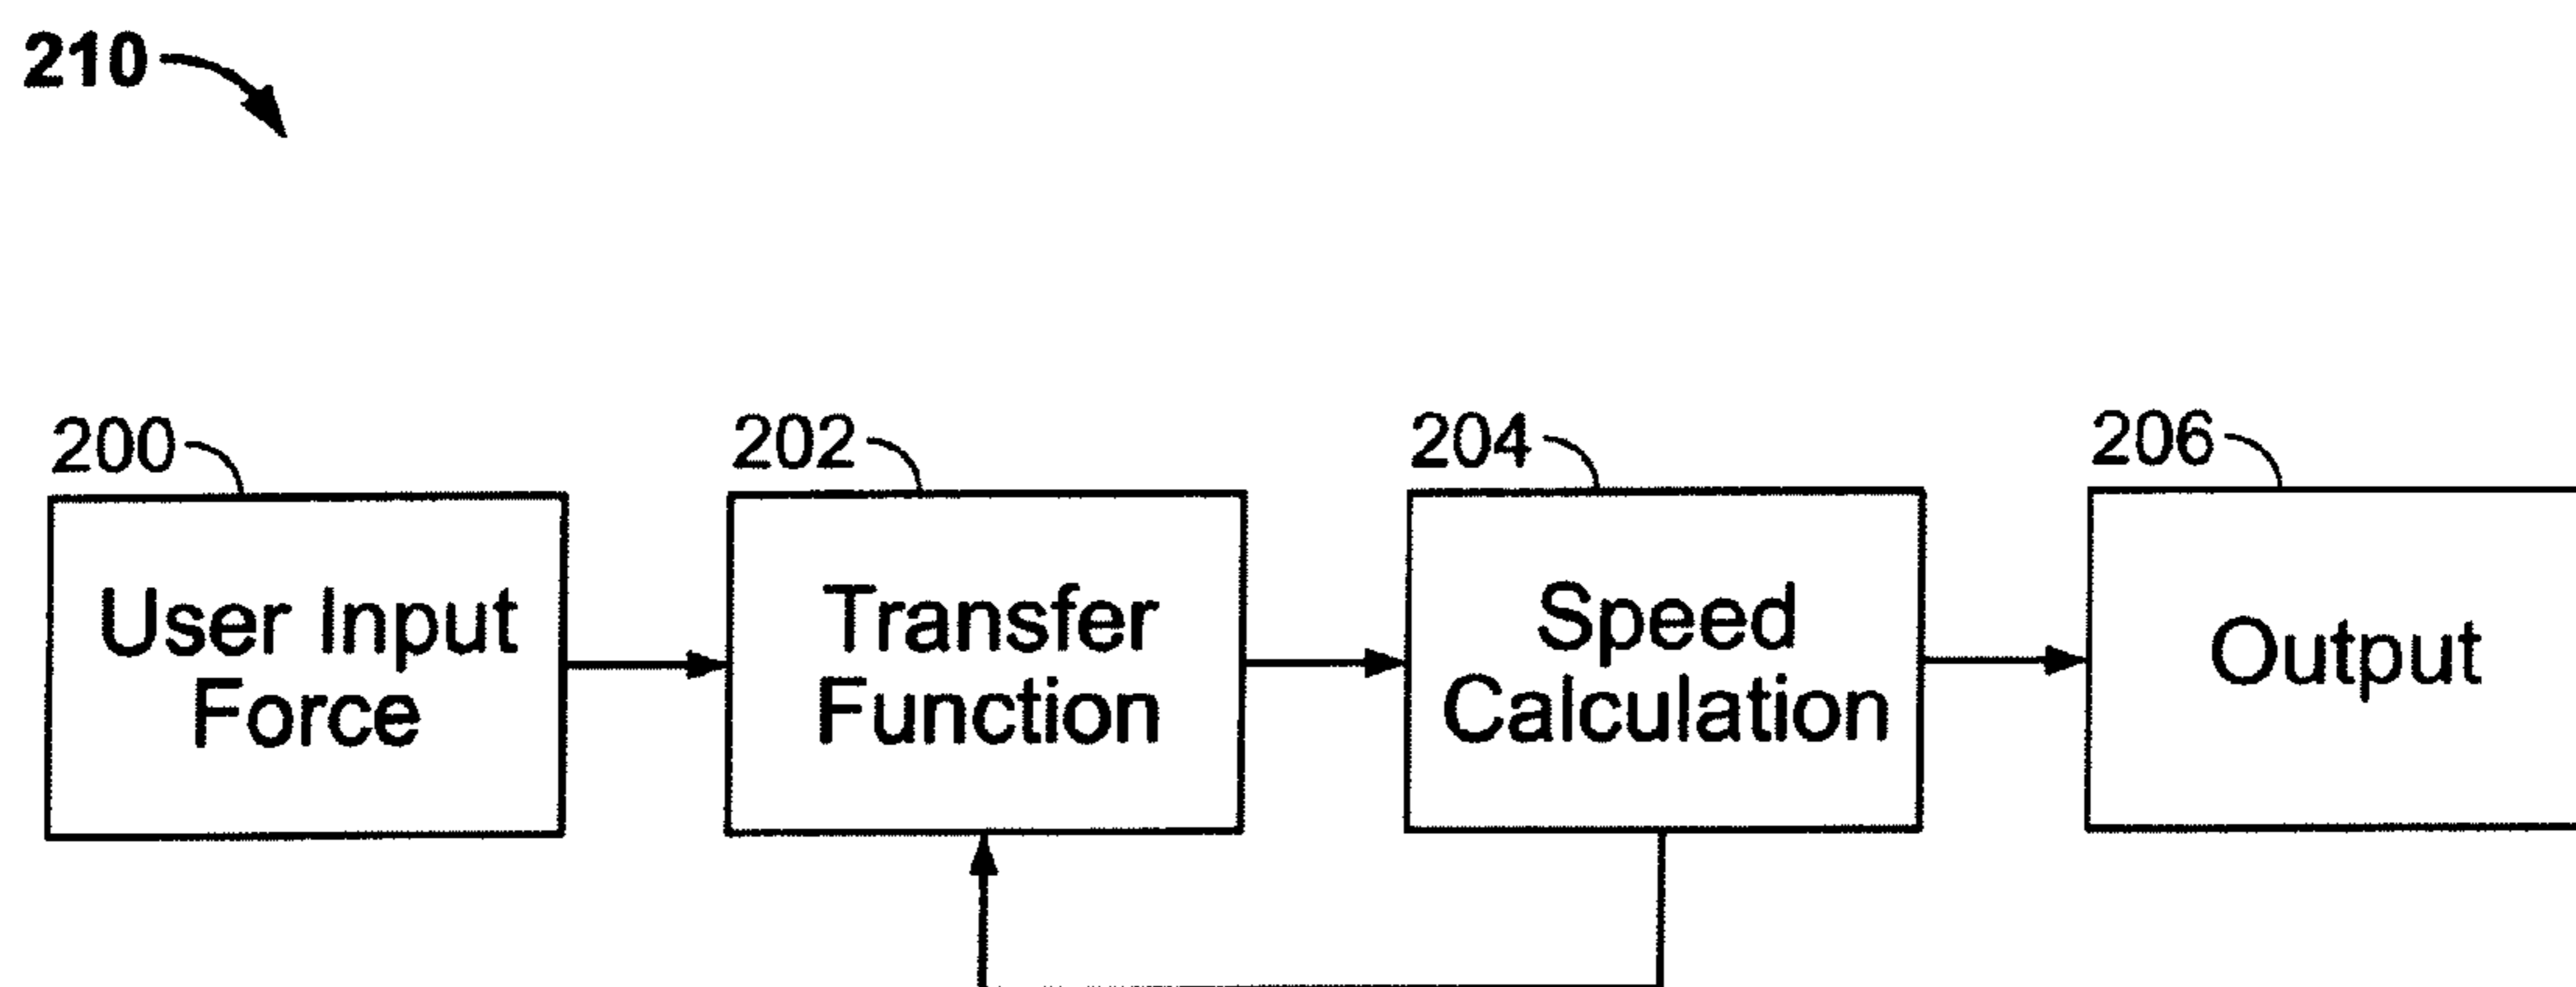 210
200
202
204
206
User Input
Force
Transfer
Function
Speed
Calculation
Output